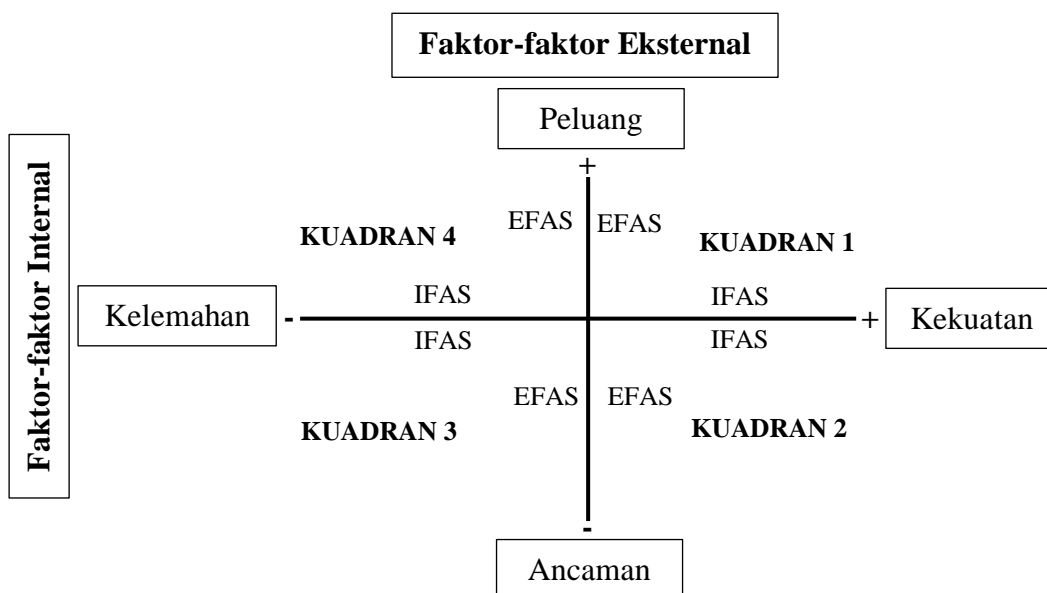 Faktor-faktor Eksternal
Peluang
+
EFAS EFAS
KUADRAN 4
KUADRAN 1
Faktor-faktor Internal
IFAS
IFAS
Kelemahan
-
+
Kekuatan
IFAS
IFAS
EFAS EFAS
KUADRAN 3
KUADRAN 2
-
Ancaman